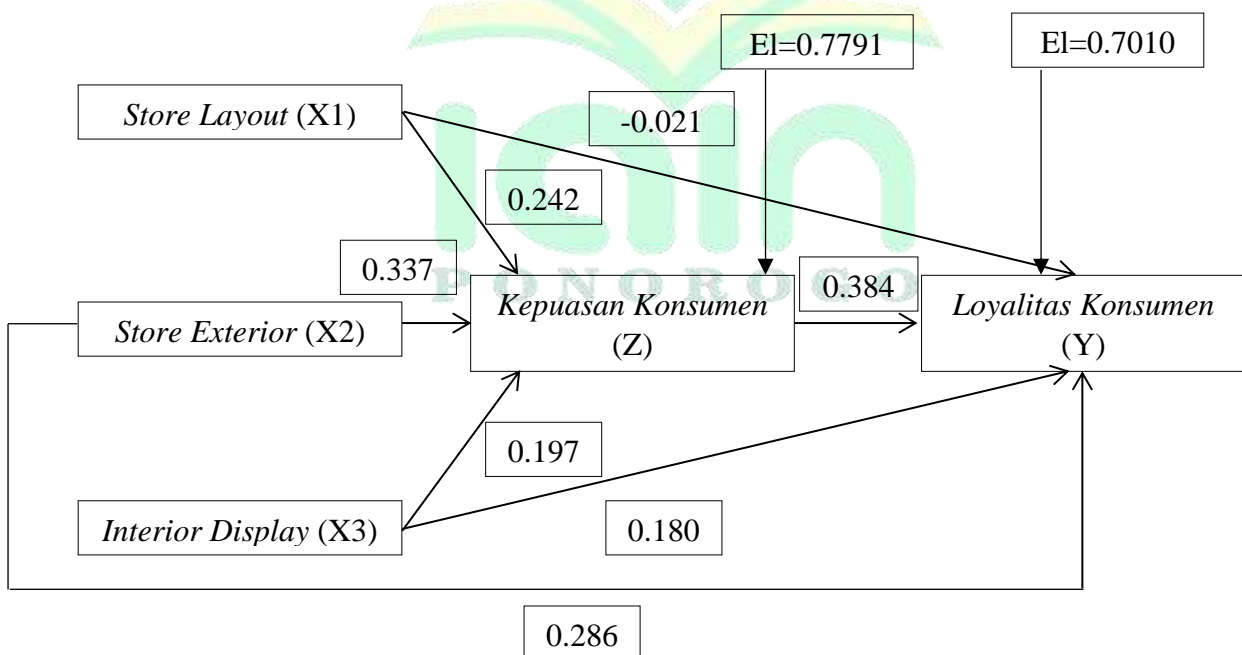 El=0.7791
El=0.7010
Store Layout (X1)
-0.021
0.242
0.337
Kepuasan Konsumen
(Z)
0.384
Loyalitas Konsumen
(Y)
Store Exterior (X2)
0.197
Interior Display (X3)
0.180
0.286
iain
PONOROGO